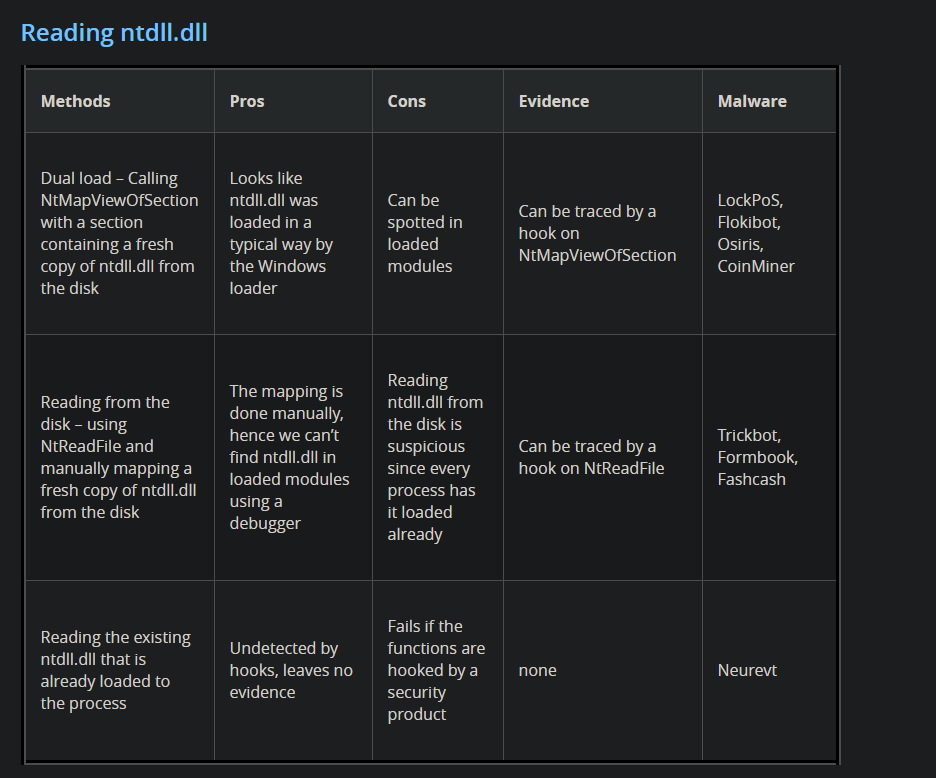 Reading ntdll.dll
Methods
Pros
Cons
Evidence
Malware
Dual load – Calling
NtMapViewOfSection
with a section
containing a fresh
copy of ntdll.dll from
the disk
Looks like
ntdll.dll was
loaded in a
typical way by
the Windows
loader
Can be
spotted in
loaded
modules
Can be traced by a
hook on
NtMapViewOfSection
LockPoS,
Flokibot,
Osiris,
CoinMiner
Reading from the
disk – using
NtReadFile and
manually mapping a
fresh copy of ntdll.dll
from the disk
The mapping is
done manually,
hence we can’t
find ntdll.dll in
loaded modules
using a
debugger
Reading
ntdll.dll from
the disk is
suspicious
since every
process has
it loaded
already
Can be traced by a
hook on NtReadFile
Trickbot,
Formbook,
Fashcash
Reading the existing
ntdll.dll that is
already loaded to
the process
Undetected by
hooks, leaves no
evidence
Fails if the
functions are
hooked by a
security
product
none
Neurevt